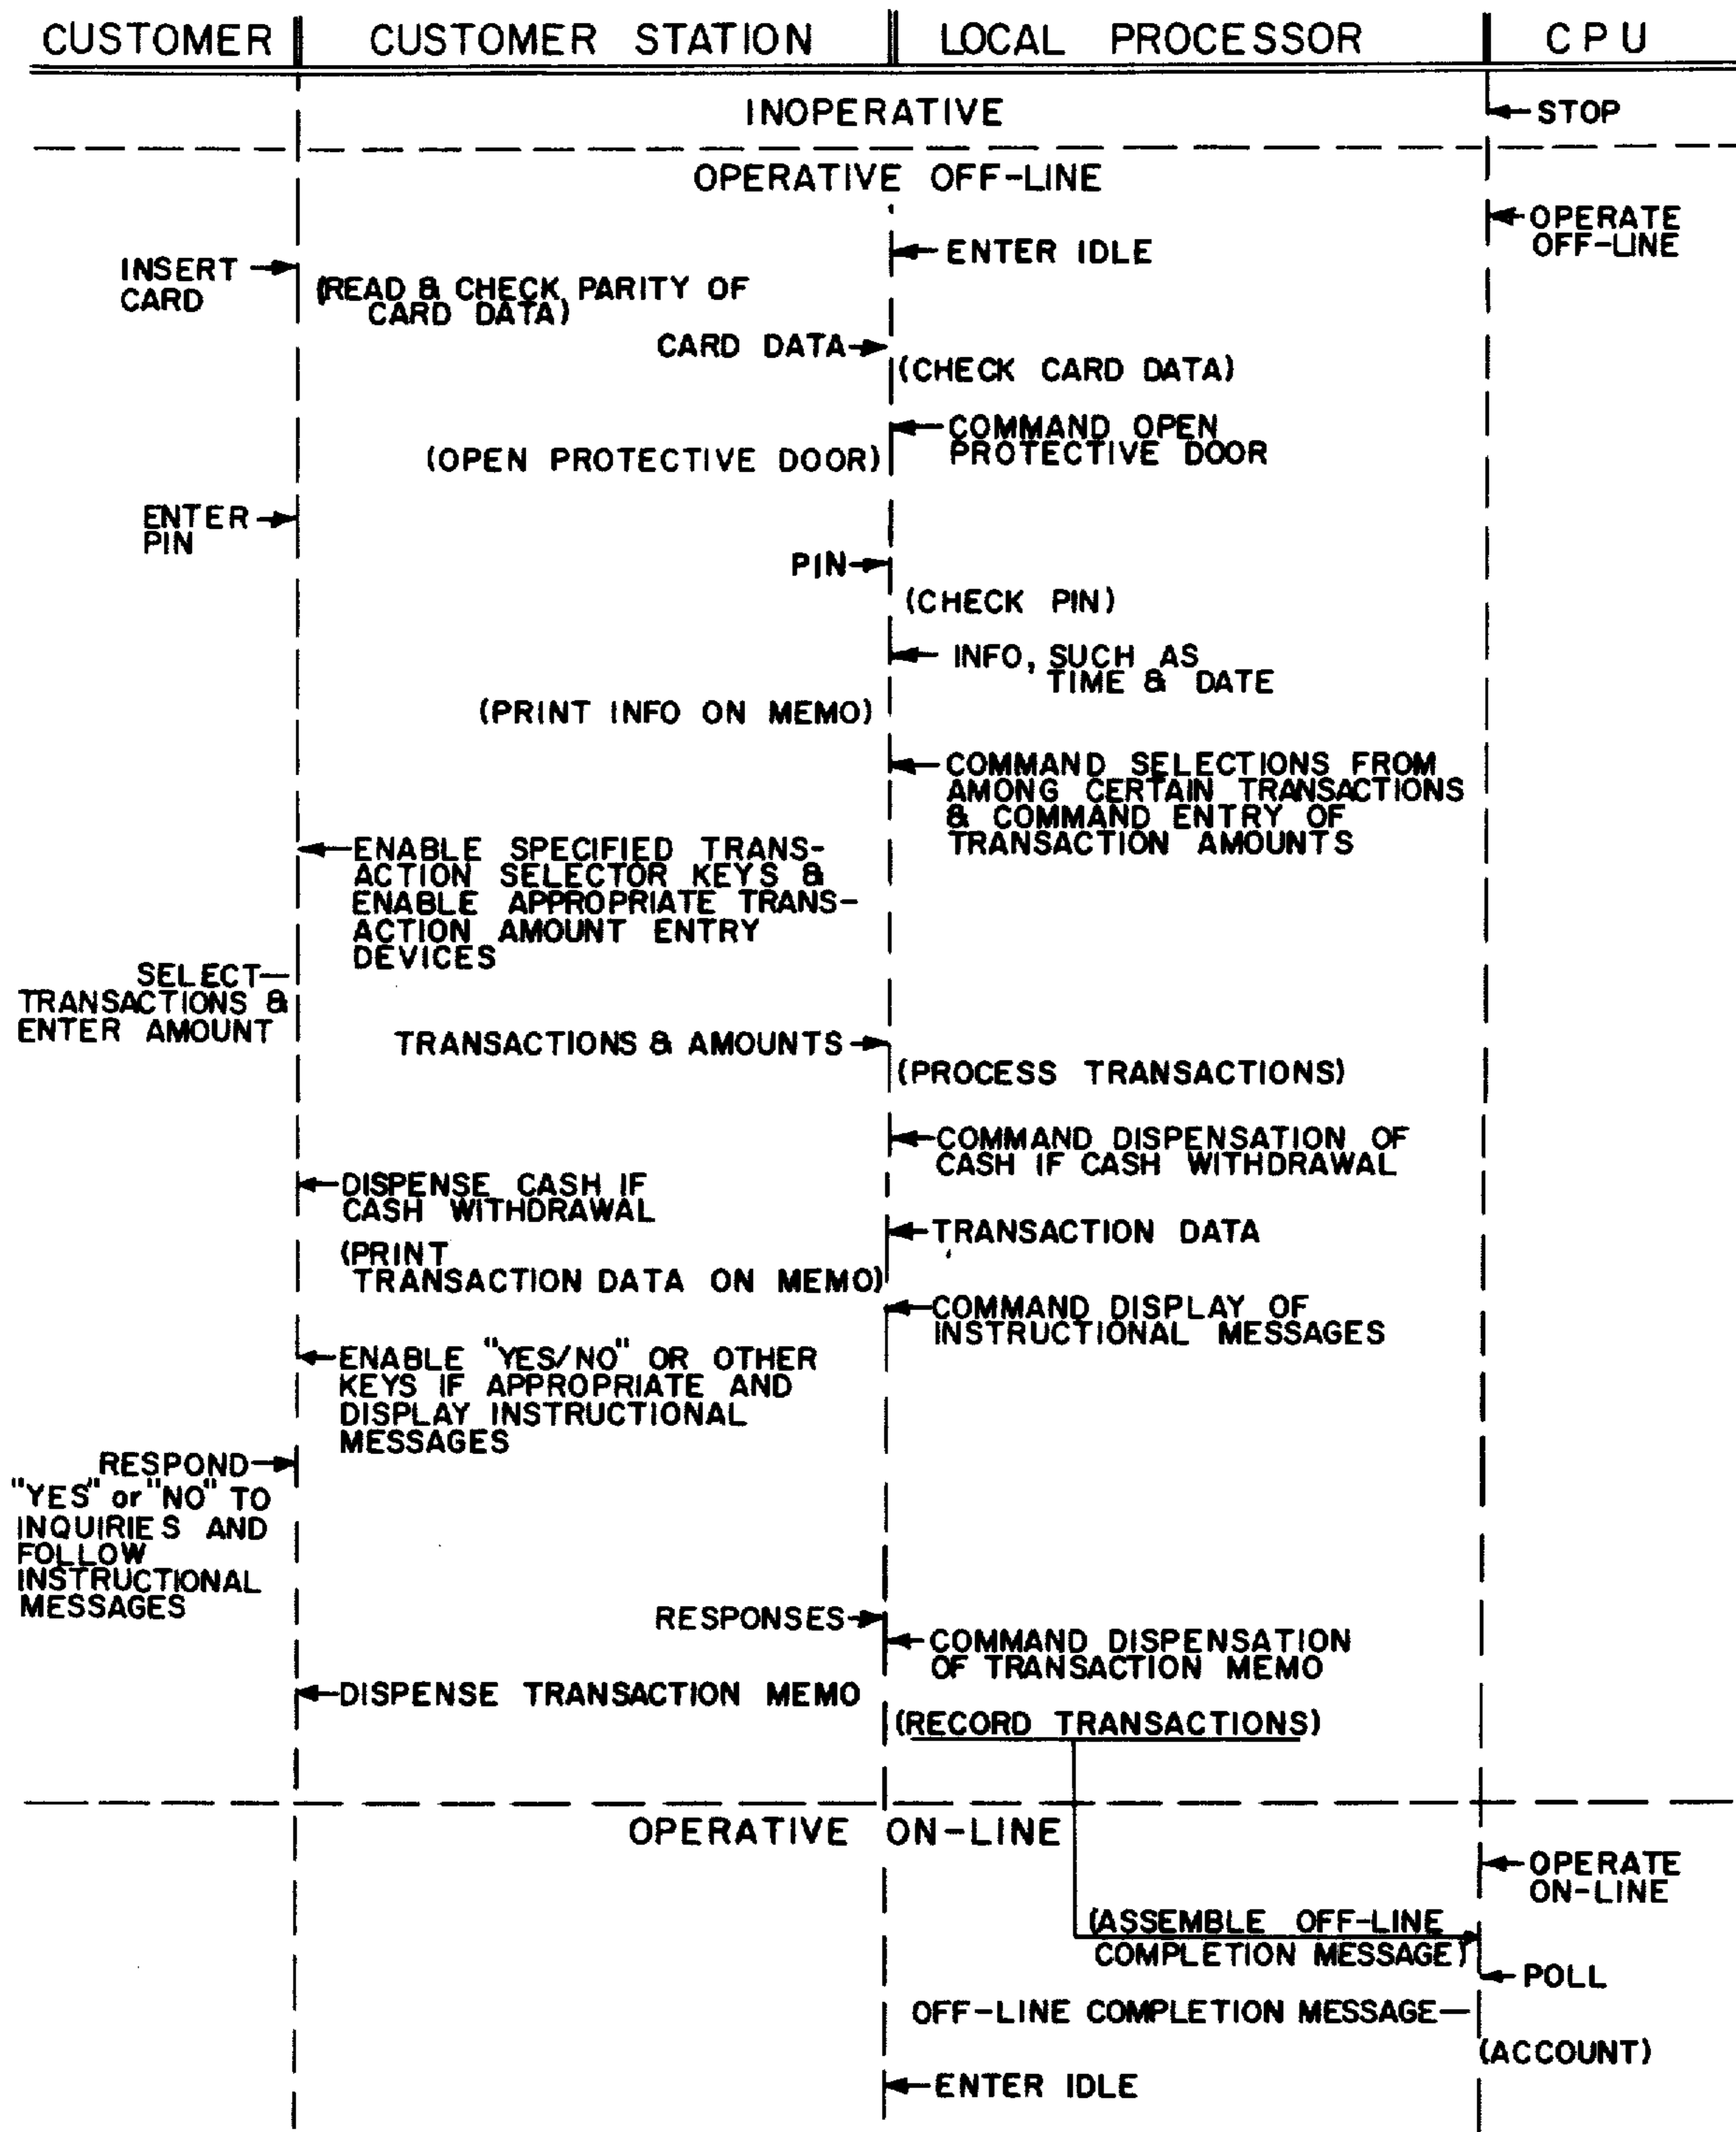 CUSTOMER
CUSTOMER STATION
LOCAL PROCESSOR
CPU
INOPERATIVE
STOP
OPERATIVE OFF-LINE
OPERATE
OFF-LINE
ENTER IDLE
INSERT
CARD
(READ & CHECK PARITY OF
CARD DATA)
CARD DATA
(CHECK CARD DATA)
COMMAND OPEN
PROTECTIVE DOOR
(OPEN PROTECTIVE DOOR)
ENTER
PIN
PIN
(CHECK PIN)
INFO, SUCH AS
TIME & DATE
(PRINT INFO ON MEMO)
COMMAND SELECTIONS FROM
AMONG CERTAIN TRANSACTIONS
& COMMAND ENTRY OF
TRANSACTION AMOUNTS
ENABLE SPECIFIED TRANS-
ACTION SELECTOR KEYS &
ENABLE APPROPRIATE TRANS-
ACTION AMOUNT ENTRY
DEVICES
SELECT
TRANSACTIONS &
ENTER AMOUNT
TRANSACTIONS & AMOUNTS
(PROCESS TRANSACTIONS)
COMMAND DISPENSATION OF
CASH IF CASH WITHDRAWAL
DISPENSE CASH IF
CASH WITHDRAWAL
TRANSACTION DATA
(PRINT
TRANSACTION DATA ON MEMO)
COMMAND DISPLAY OF
INSTRUCTIONAL MESSAGES
ENABLE "YES/NO" OR OTHER
KEYS IF APPROPRIATE AND
DISPLAY INSTRUCTIONAL
MESSAGES
RESPOND
"YES" or "NO" TO
INQUIRIES AND
FOLLOW
INSTRUCTIONAL
MESSAGES
RESPONSES
COMMAND DISPENSATION
OF TRANSACTION MEMO
DISPENSE TRANSACTION MEMO
(RECORD TRANSACTIONS)
OPERATIVE ON-LINE
OPERATE
ON-LINE
(ASSEMBLE OFF-LINE
COMPLETION MESSAGE)
POLL
OFF-LINE COMPLETION MESSAGE
(ACCOUNT)
ENTER IDLE